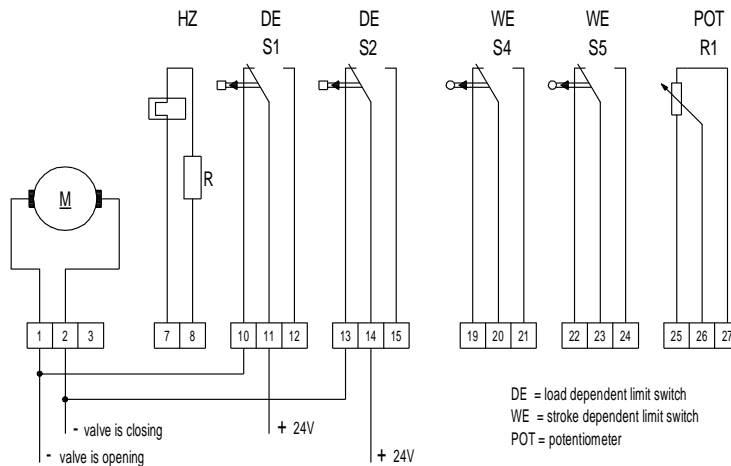 HZ DE DE WE WE POT
S1 S2 S4 S5 R1
R
M
1 2 3 7 8 10 11 12 13 14 15 19 20 21 22 23 24 25 26 27
DE = load dependent limit switch
WE = stroke dependent limit switch
- valve is closing + 24V
POT = potentiometer
- valve is opening + 24V